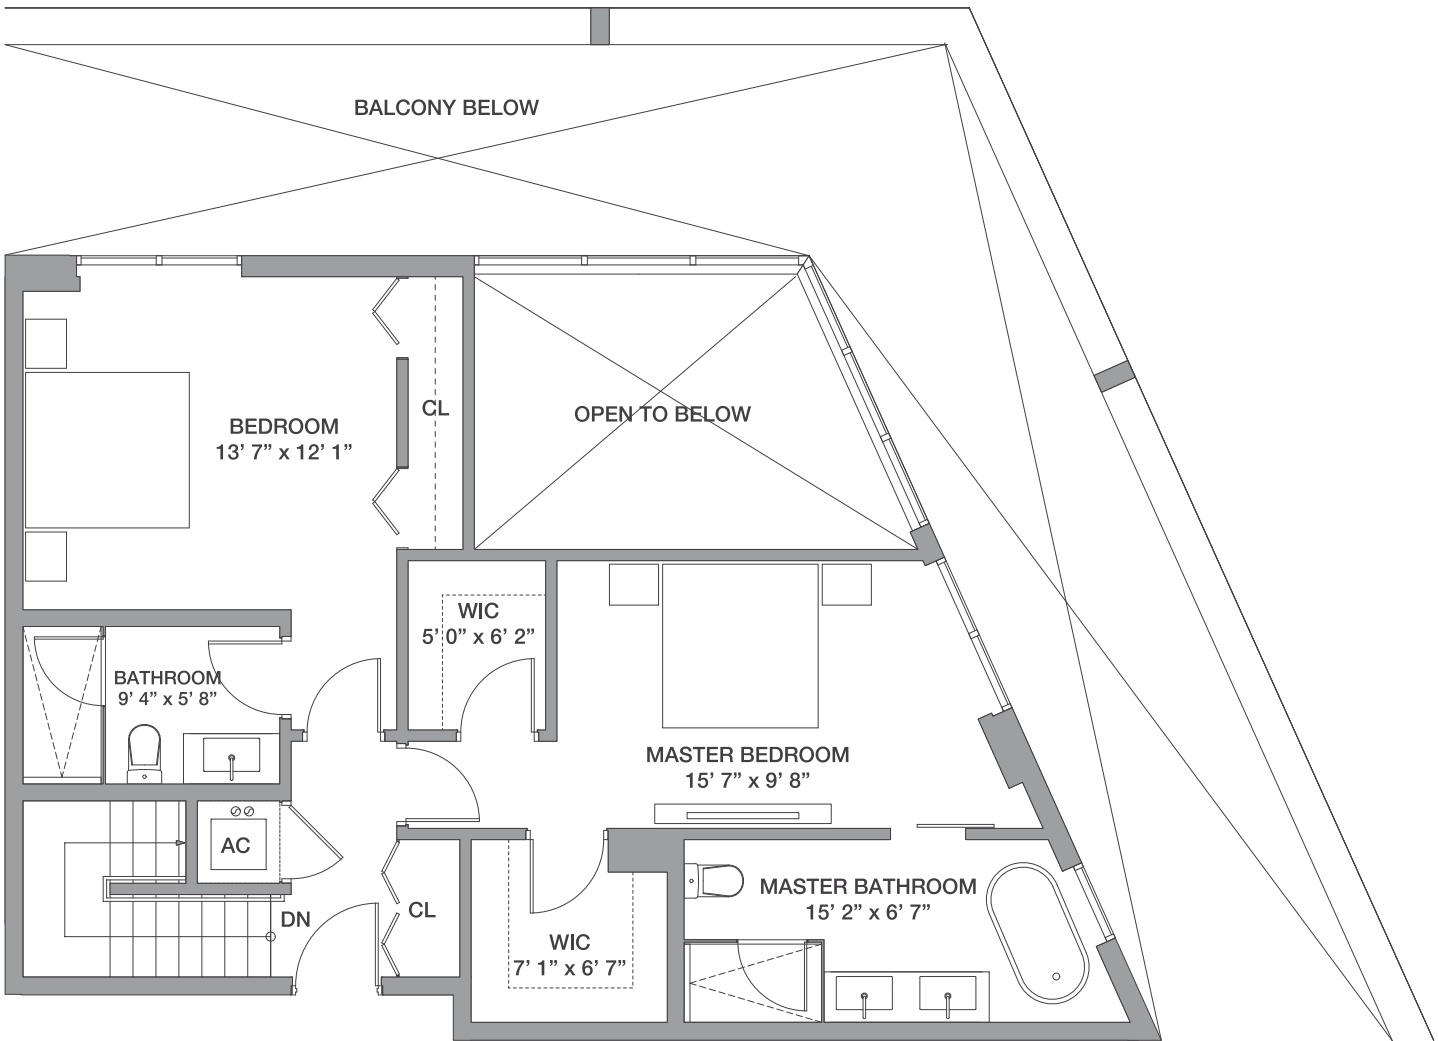 BALCONY BELOW
BEDROOM
13’ 7” x 12’ 1”
CL
OPEN TO BELOW
WIC
5’ 0” x 6’ 2”
BATHROOM
9’ 4” x 5’ 8”
MASTER BEDROOM
15’ 7” x 9’ 8”
AC
DN
CL
WIC
7’ 1” x 6’ 7”
MASTER BATHROOM
15’ 2” x 6’ 7”